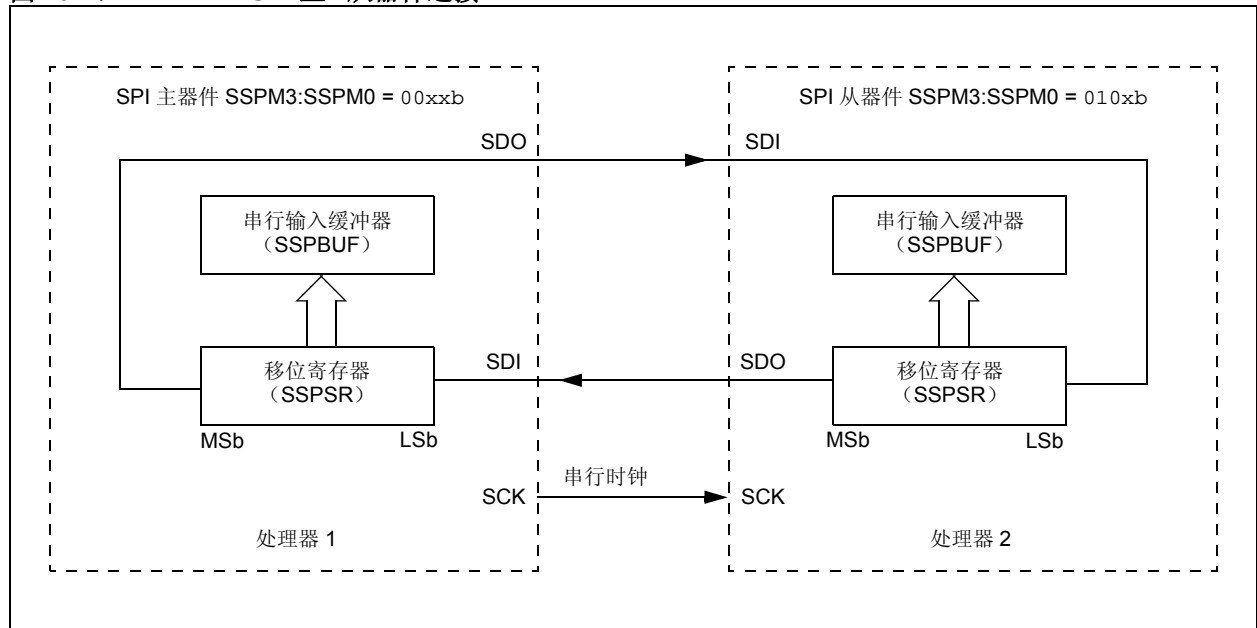 SPI 主器件 SSPM3:SSPM0 = 00xxb
SPI 从器件 SSPM3:SSPM0 = 010xb
SDO
SDI
串行输入缓冲器
（SSPBUF）
串行输入缓冲器
（SSPBUF）
移位寄存器
（SSPSR）
SDI
SDO
移位寄存器
（SSPSR）
MSb
LSb
MSb
LSb
串行时钟
SCK
SCK
处理器 1
处理器 2